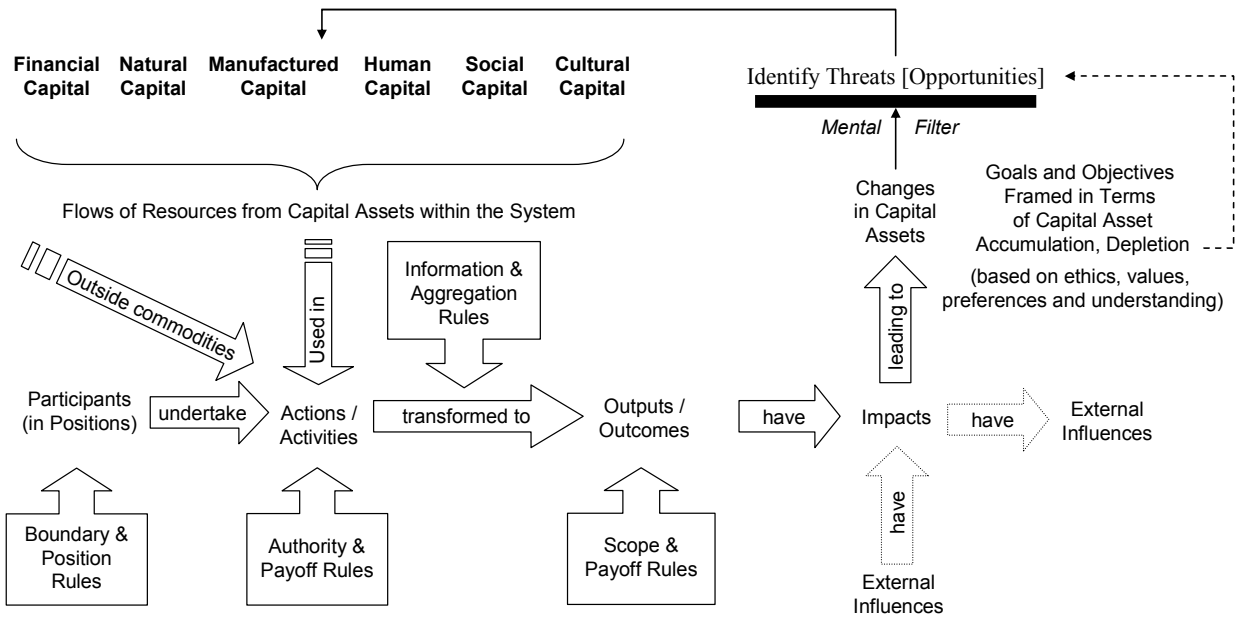 Financial Capital
Natural Capital
Manufactured Capital
Human Capital
Social Capital
Cultural Capital
Identify Threats [Opportunities]
Mental Filter
Flows of Resources from Capital Assets within the System
Changes
in Capital
Assets
Goals and Objectives
Framed in Terms
of Capital Asset
Accumulation, Depletion
(based on ethics, values,
preferences and understanding)
Outside commodities
Used in
Information &
Aggregation
Rules
leading to
Participants
(in Positions)
undertake
Actions /
Activities
transformed to
Outputs /
Outcomes
have
Impacts
have
External
Influences
Boundary &
Position
Rules
Authority &
Payoff Rules
Scope &
Payoff Rules
have
External
Influences